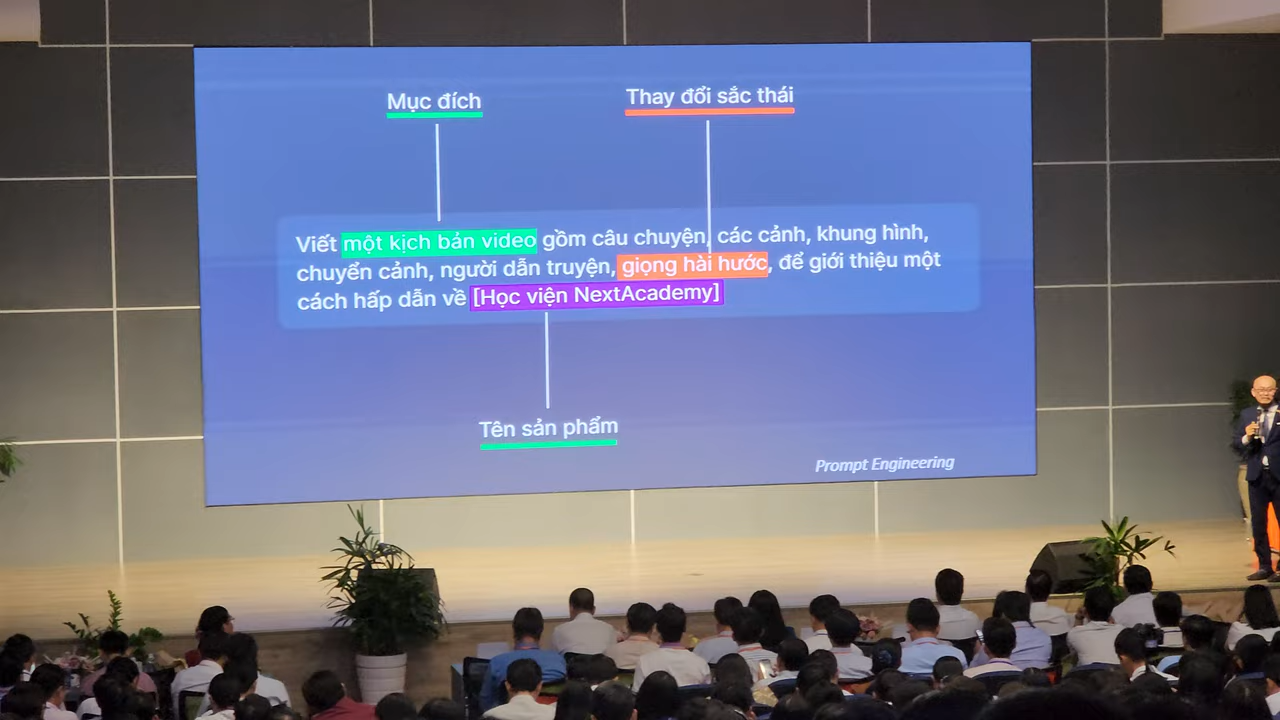 Mục đích
Thay đổi sắc thái
Viết một kịch bản video gồm câu chuyện, các cảnh, khung hình,
chuyển cảnh, người dẫn truyện, giọng hài hước, để giới thiệu một
cách hấp dẫn về [Học viện NextAcademy]
Tên sản phẩm
Prompt Engineering